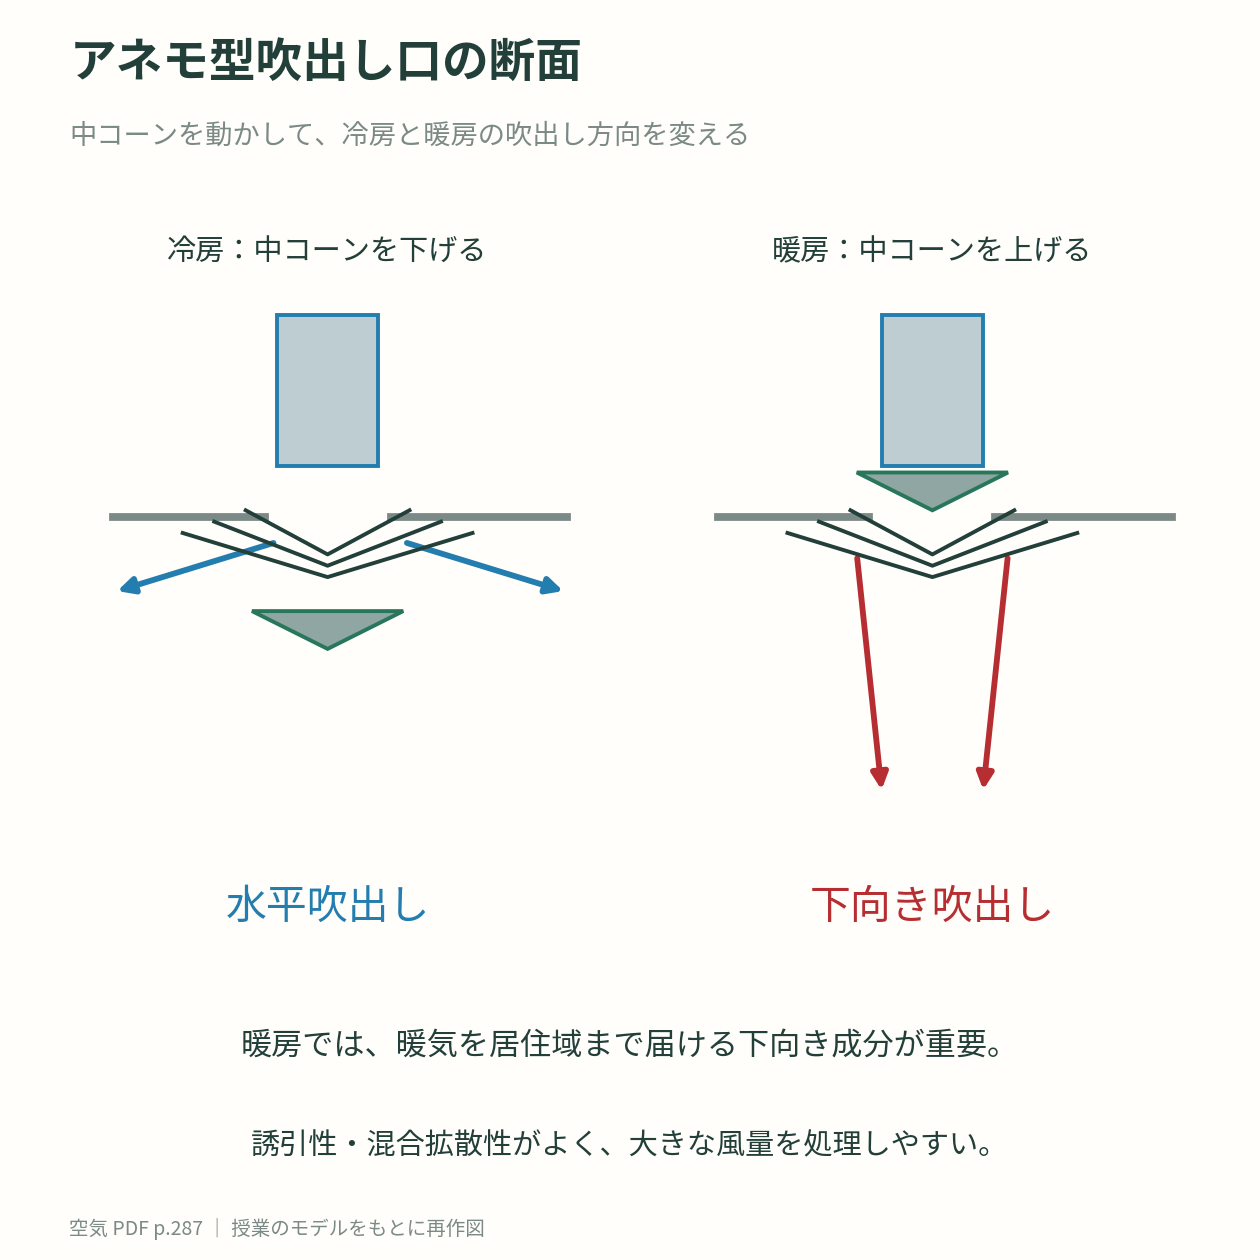 アネモ型吹出し口の断面
中コーンを動かして、冷房と暖房の吹出し方向を変える
冷房：中コーンを下げる
暖房：中コーンを上げる
水平吹出し
下向き吹出し
暖房では、暖気を居住域まで届ける下向き成分が重要。
誘引性・混合拡散性がよく、大きな風量を処理しやすい。
空気 PDF p.287 ｜ 授業のモデルをもとに再作図